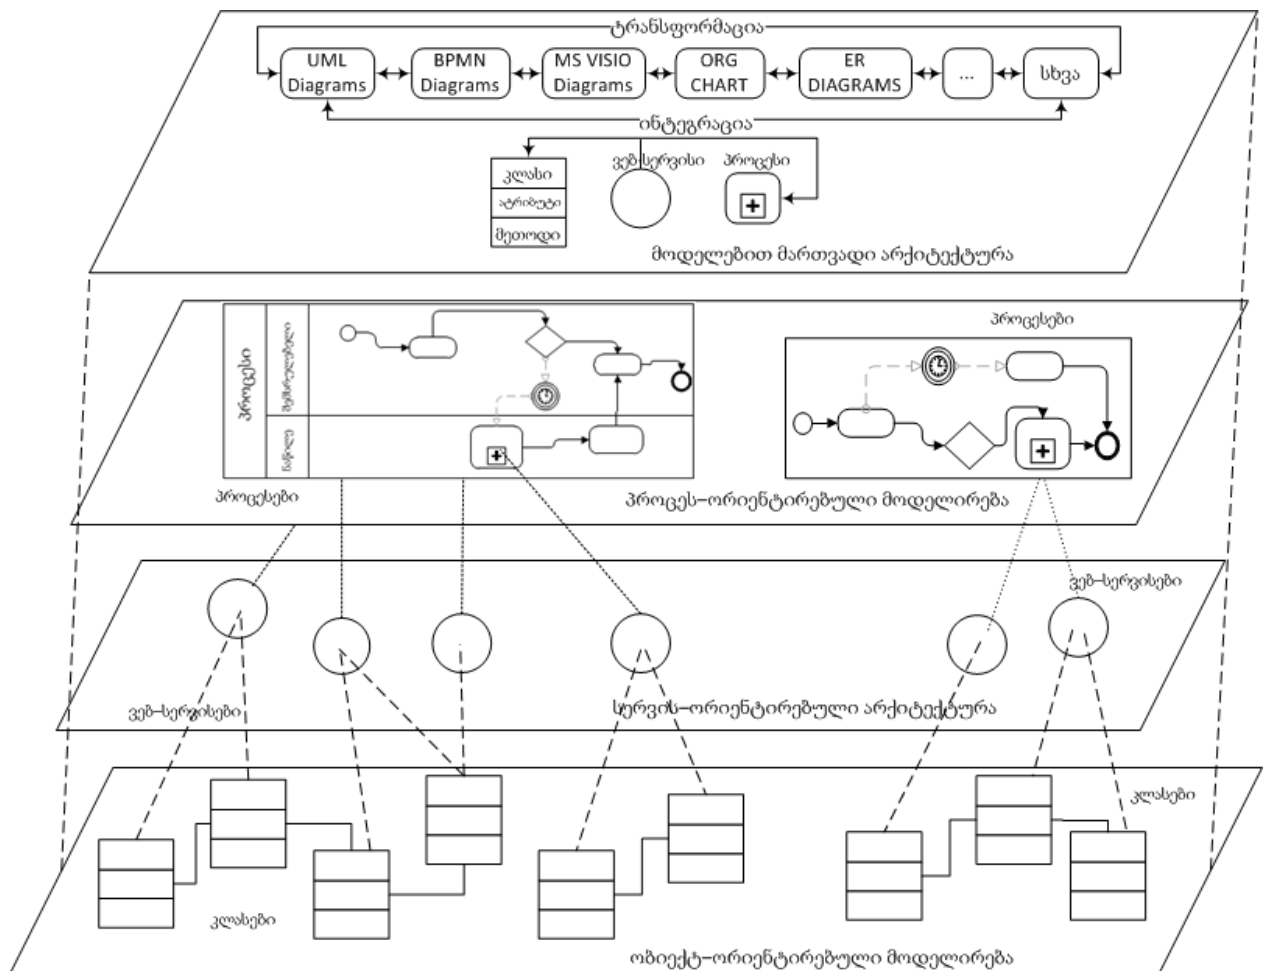 ტრანსფორმაცია
UML
Diagrams
BPMN
Diagrams
MS VISIO
Diagrams
ORG
CHART
ER
DIAGRAMS
...
სხვა
ინტეგრაცია
კლასი
ატრიბუტი
მეთოდი
ვებ-სერვისი
პროცესი
მოდელებით მართვადი არქიტექტურა
პროცესი
შემსრულებელი
ნაწილი
პროცესები
პროცესები
პროცეს-ორიენტირებული მოდელირება
ვებ-სერვისები
ვებ-სერვისები
სერვის-ორიენტირებული არქიტექტურა
კლასები
კლასები
ობიექტ-ორიენტირებული მოდელირება